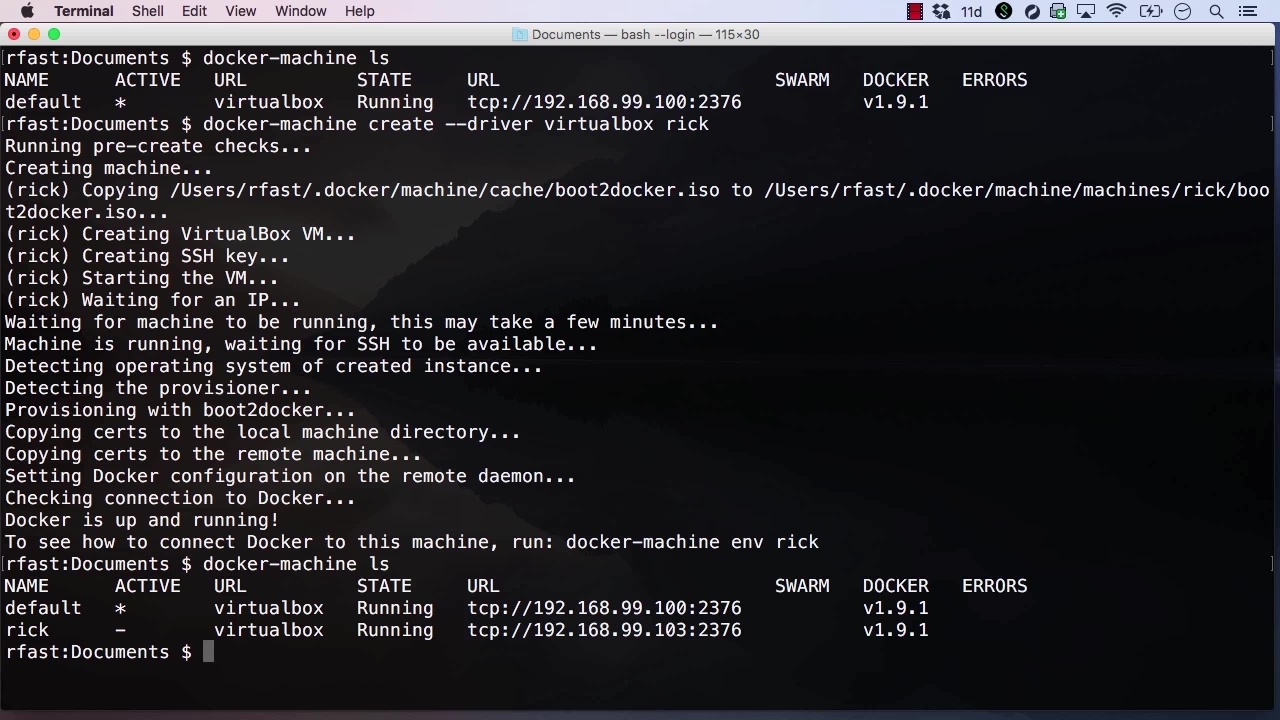 Terminal Shell Edit View Window Help 11d
Documents — bash --login — 115×30
[rfast:Documents $ docker-machine ls ]
NAME ACTIVE URL STATE URL SWARM DOCKER ERRORS
default * virtualbox Running tcp://192.168.99.100:2376 v1.9.1
[rfast:Documents $ docker-machine create --driver virtualbox rick ]
Running pre-create checks...
Creating machine...
(rick) Copying /Users/rfast/.docker/machine/cache/boot2docker.iso to /Users/rfast/.docker/machine/machines/rick/boo
t2docker.iso...
(rick) Creating VirtualBox VM...
(rick) Creating SSH key...
(rick) Starting the VM...
(rick) Waiting for an IP...
Waiting for machine to be running, this may take a few minutes...
Machine is running, waiting for SSH to be available...
Detecting operating system of created instance...
Detecting the provisioner...
Provisioning with boot2docker...
Copying certs to the local machine directory...
Copying certs to the remote machine...
Setting Docker configuration on the remote daemon...
Checking connection to Docker...
Docker is up and running!
To see how to connect Docker to this machine, run: docker-machine env rick
[rfast:Documents $ docker-machine ls ]
NAME ACTIVE URL STATE URL SWARM DOCKER ERRORS
default * virtualbox Running tcp://192.168.99.100:2376 v1.9.1
rick - virtualbox Running tcp://192.168.99.103:2376 v1.9.1
rfast:Documents $